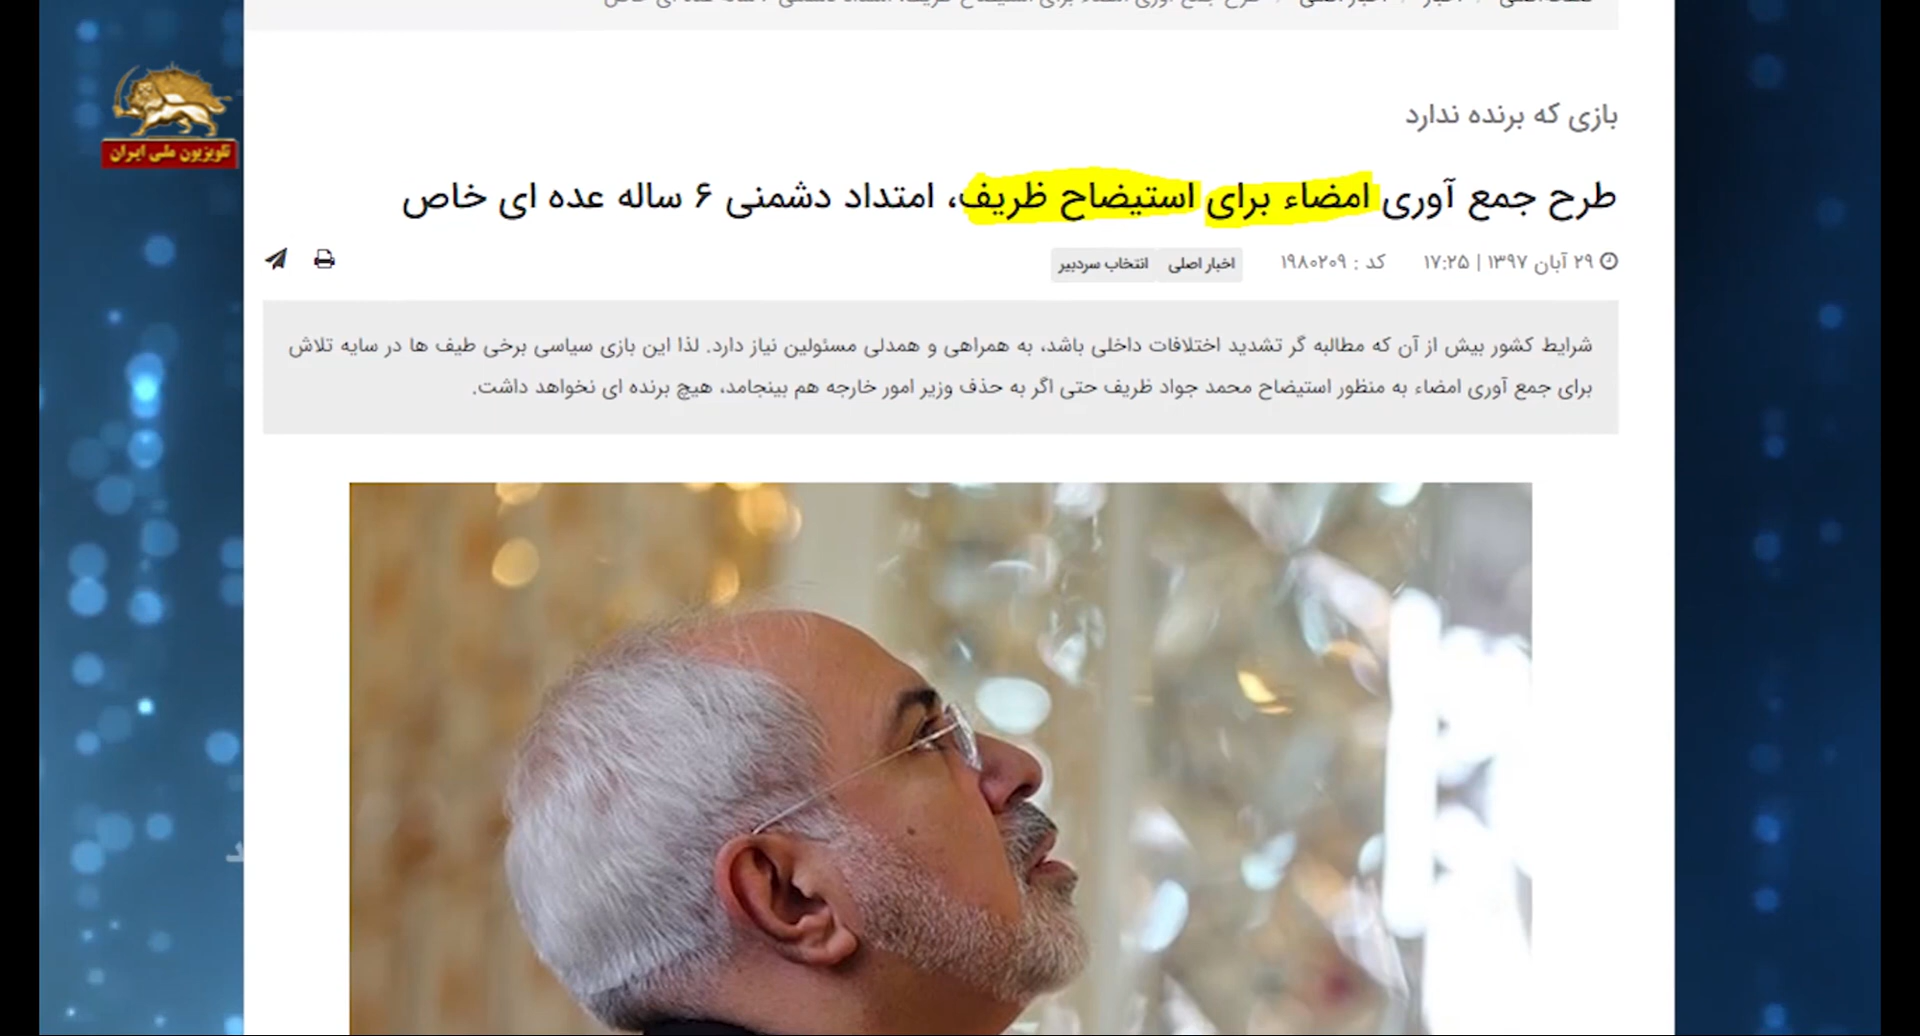 تلویزیون ملی ایران
بازی که برنده ندارد
طرح جمع آوری امضاء برای استیضاح ظریف، امتداد دشمنی ۶ ساله عده ای خاص
۲۹ آبان ۱۳۹۷ | ۱۷:۲۵ کد : ۱۹۸۰۲۰۹ اخبار اصلی انتخاب سردبیر
شرایط کشور بیش از آن که مطالبه گر تشدید اختلافات داخلی باشد، به همراهی و همدلی مسئولین نیاز دارد. لذا این بازی سیاسی برخی طیف ها در سایه تلاش
برای جمع آوری امضاء به منظور استیضاح محمد جواد ظریف حتی اگر به حذف وزیر امور خارجه هم بینجامد، هیچ برنده ای نخواهد داشت.